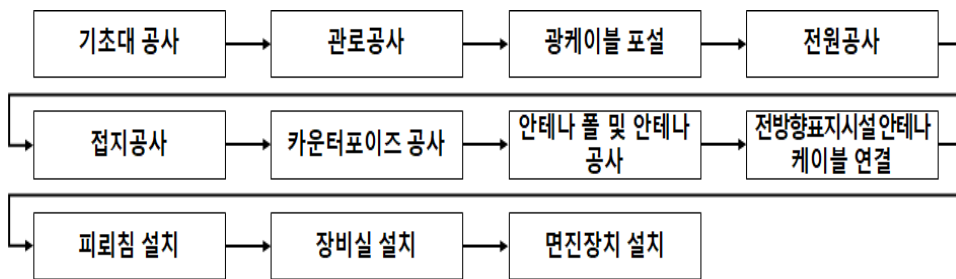 기초대 공사
관로공사
광케이블 포설
전원공사
접지공사
카운터포이즈 공사
안테나 폴 및 안테나
공사
전방향표지시설 안테나
케이블 연결
피뢰침 설치
장비실 설치
면진장치 설치